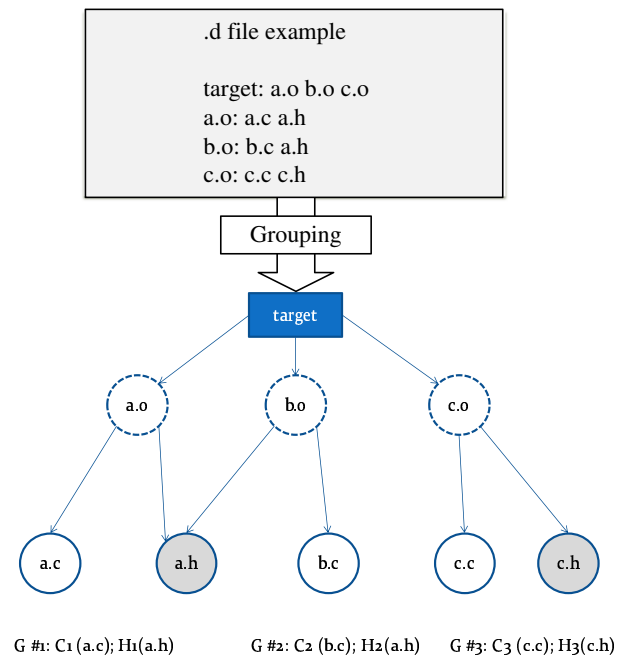 .d file example
target: a.o b.o c.o
a.o: a.c a.h
b.o: b.c a.h
c.o: c.c c.h
Grouping
target
a.o b.o c.o
a.c a.h b.c c.c c.h
G #1: C1 (a.c); H1(a.h) G #2: C2 (b.c); H2(a.h) G #3: C3 (c.c); H3(c.h)